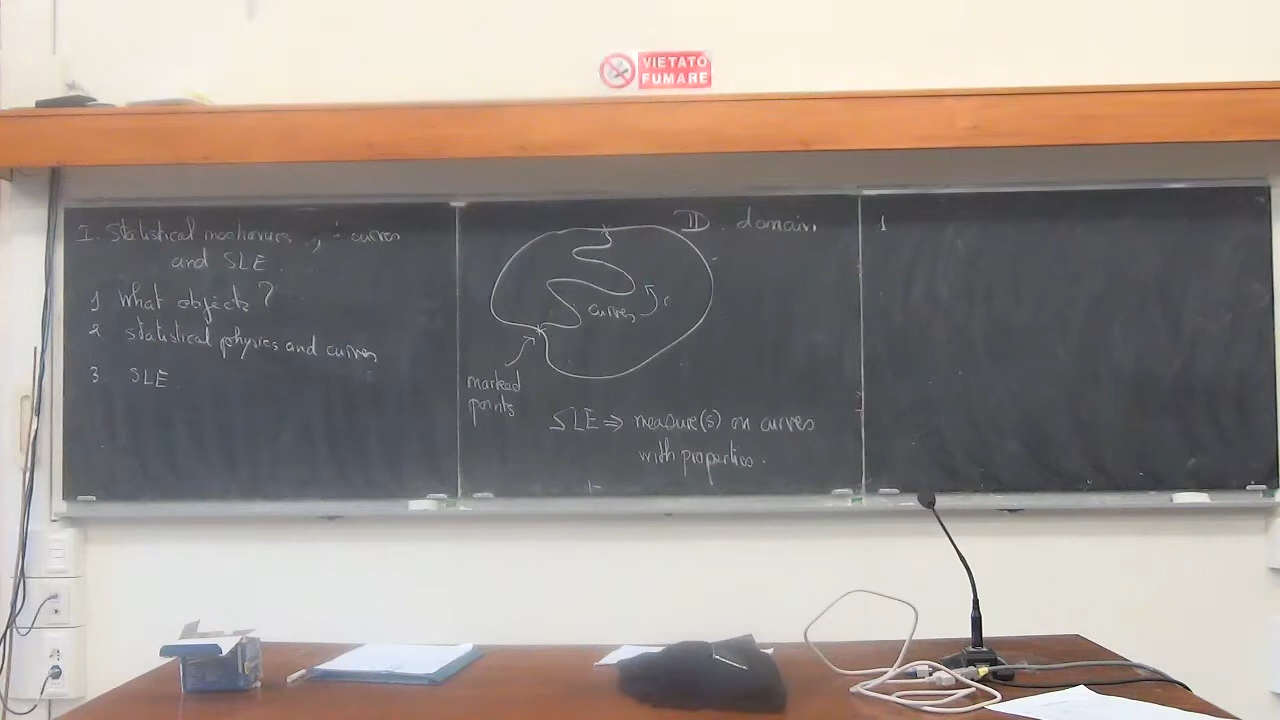 VIETATO
FUMARE
I. Statistical mechanics, curves
and SLE.
1 What objects?
2 statistical physics and curves
3 SLE
D domain
curves
marked
points
SLE ⇒ measure(s) on curves
with properties.
1